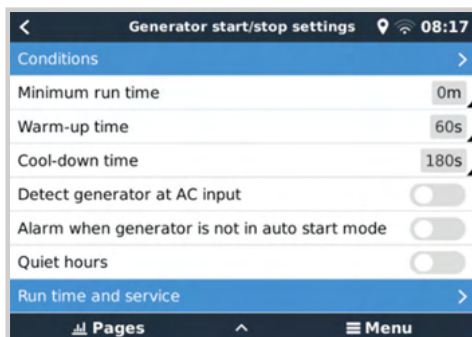 Generator start/stop settings 08:17
Conditions
Minimum run time 0m
Warm-up time 60s
Cool-down time 180s
Detect generator at AC input
Alarm when generator is not in auto start mode
Quiet hours
Run time and service
Pages Menu